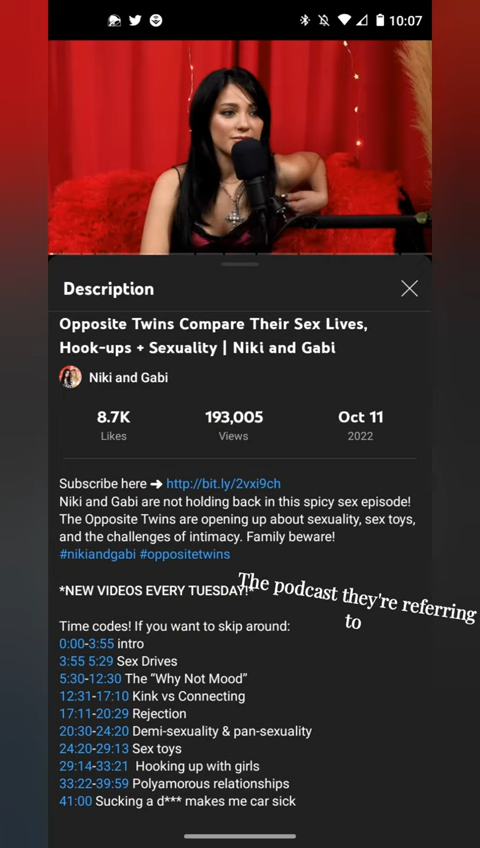 10:07
Description
Opposite Twins Compare Their Sex Lives,
Hook-ups + Sexuality | Niki and Gabi
Niki and Gabi
8.7K 193,005 Oct 11
Likes Views 2022
Subscribe here ➔ http://bit.ly/2vxi9ch
Niki and Gabi are not holding back in this spicy sex episode!
The Opposite Twins are opening up about sexuality, sex toys,
and the challenges of intimacy. Family beware!
#nikiandgabi #oppositetwins
*NEW VIDEOS EVERY TUESDAY!*
The podcast they're referring
to
Time codes! If you want to skip around:
0:00-3:55 intro
3:55 5:29 Sex Drives
5:30-12:30 The “Why Not Mood”
12:31-17:10 Kink vs Connecting
17:11-20:29 Rejection
20:30-24:20 Demi-sexuality & pan-sexuality
24:20-29:13 Sex toys
29:14-33:21 Hooking up with girls
33:22-39:59 Polyamorous relationships
41:00 Sucking a d*** makes me car sick